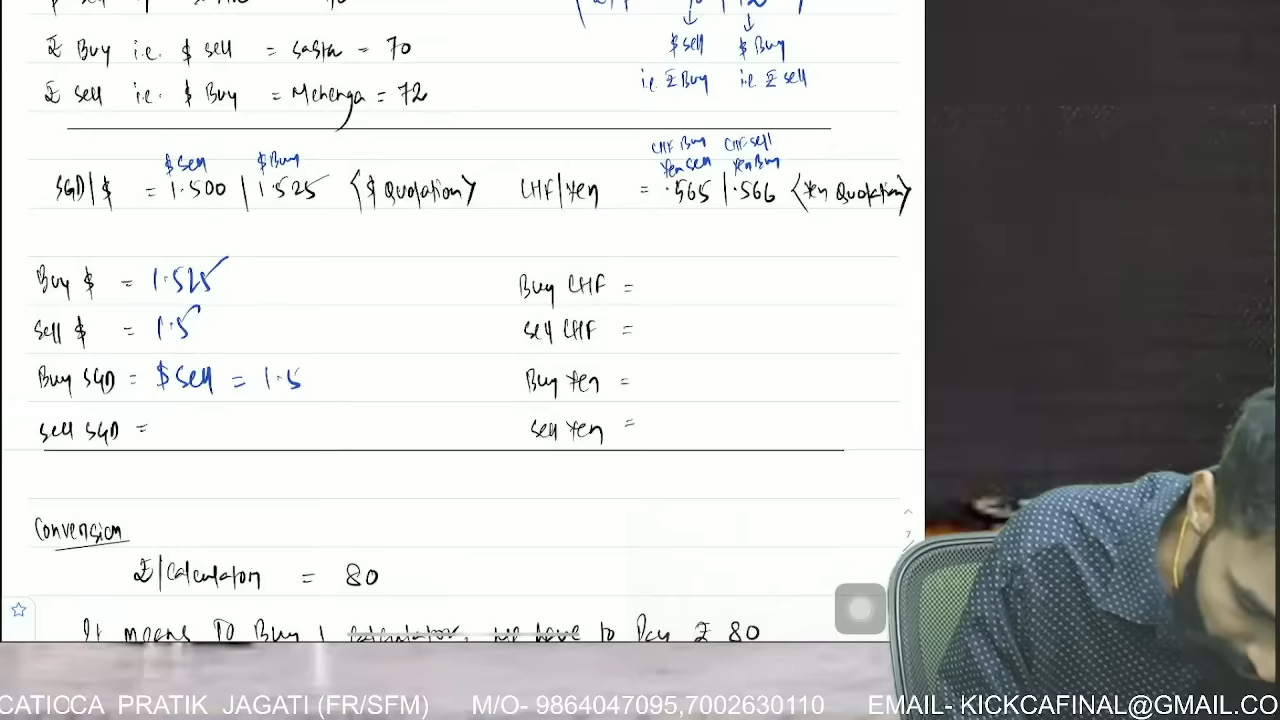 ₹ Buy i.e. $ sell = sasta = 70
₹ sell i.e. $ Buy = Mehenga = 72
$ sell $ Buy
i.e. ₹ Buy i.e ₹ sell
$ Sell $ Buy
SGD/$ = 1.500 | 1.525 <$ Quotation>
CHF Buy CHF sell
Yen sell Yen Buy
CHF/Yen = .565 | .566 <Yen Quotation>
Buy $ = 1.525
Sell $ = 1.5
Buy SGD = $ Sell = 1.5
Sell SGD =
Buy CHF =
Sell CHF =
Buy Yen =
Sell Yen =
Conversion
₹/Calculator = 80
It means To Buy 1 calculator, we have to Pay ₹ 80
7
CATIOCA PRATIK JAGATI (FR/SFM) M/O- 9864047095,7002630110 EMAIL- KICKCAFINAL@GMAIL.CO